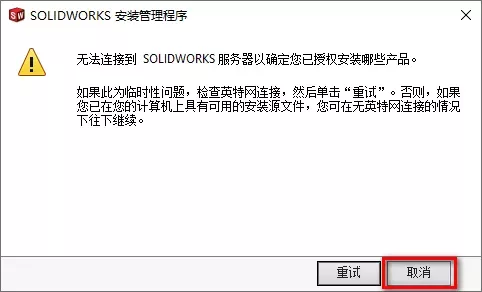 SOLIDWORKS 安装管理程序
无法连接到 SOLIDWORKS 服务器以确定您已授权安装哪些产品。
如果此为临时性问题，检查英特网连接，然后单击“重试”。否则，如果
您已在您的计算机上具有可用的安装源文件，您可在无英特网连接的情况
下往下继续。
重试 取消